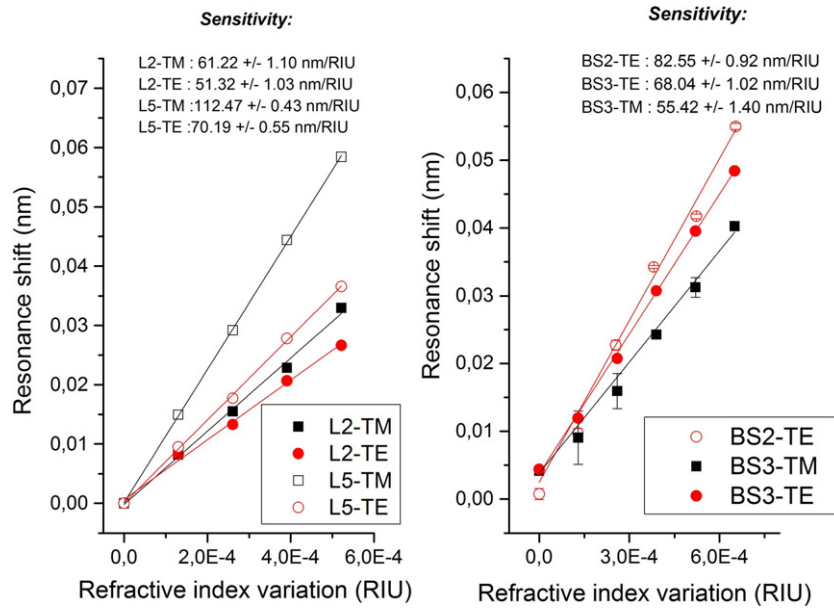 Sensitivity:
L2-TM : 61.22 +/- 1.10 nm/RIU
L2-TE : 51.32 +/- 1.03 nm/RIU
L5-TM :112.47 +/- 0.43 nm/RIU
L5-TE :70.19 +/- 0.55 nm/RIU
0,07
0,06
0,05
0,04
0,03
0,02
0,01
0,00
Resonance shift (nm)
L2-TM
L2-TE
L5-TM
L5-TE
0,0
2,0E-4
4,0E-4
6,0E-4
Refractive index variation (RIU)
Sensitivity:
BS2-TE : 82.55 +/- 0.92 nm/RIU
BS3-TE : 68.04 +/- 1.02 nm/RIU
BS3-TM : 55.42 +/- 1.40 nm/RIU
0,06
0,05
0,04
0,03
0,02
0,01
0,00
Resonance shift (nm)
BS2-TE
BS3-TM
BS3-TE
0,0
3,0E-4
6,0E-4
Refractive index variation (RIU)